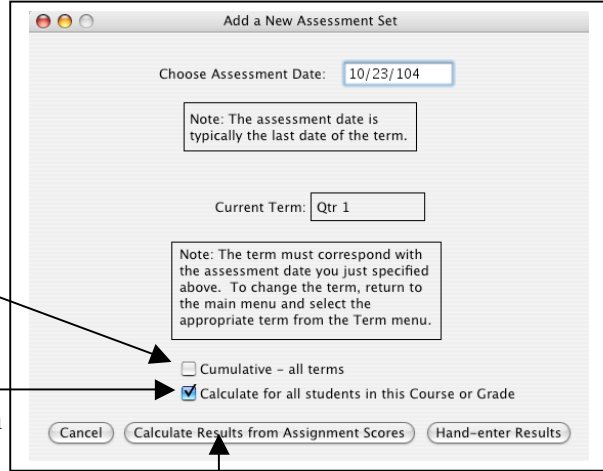 Add a New Assessment Set
Choose Assessment Date: 10/23/104
Note: The assessment date is
typically the last date of the term.
Current Term: Qtr 1
Note: The term must correspond with
the assessment date you just specified
above. To change the term, return to
the main menu and select the
appropriate term from the Term menu.
Cumulative - all terms
Calculate for all students in this Course or Grade
Cancel Calculate Results from Assignment Scores Hand-enter Results